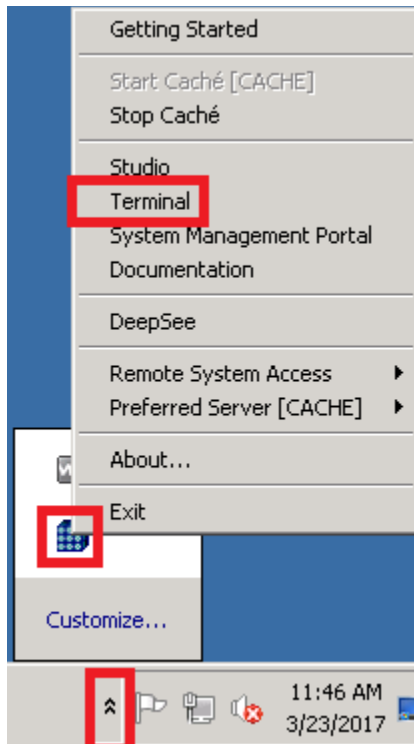 Getting Started
Start Caché [CACHE]
Stop Caché
Studio
Terminal
System Management Portal
Documentation
DeepSee
Remote System Access
Preferred Server [CACHE]
About...
Exit
Customize...
11:46 AM
3/23/2017